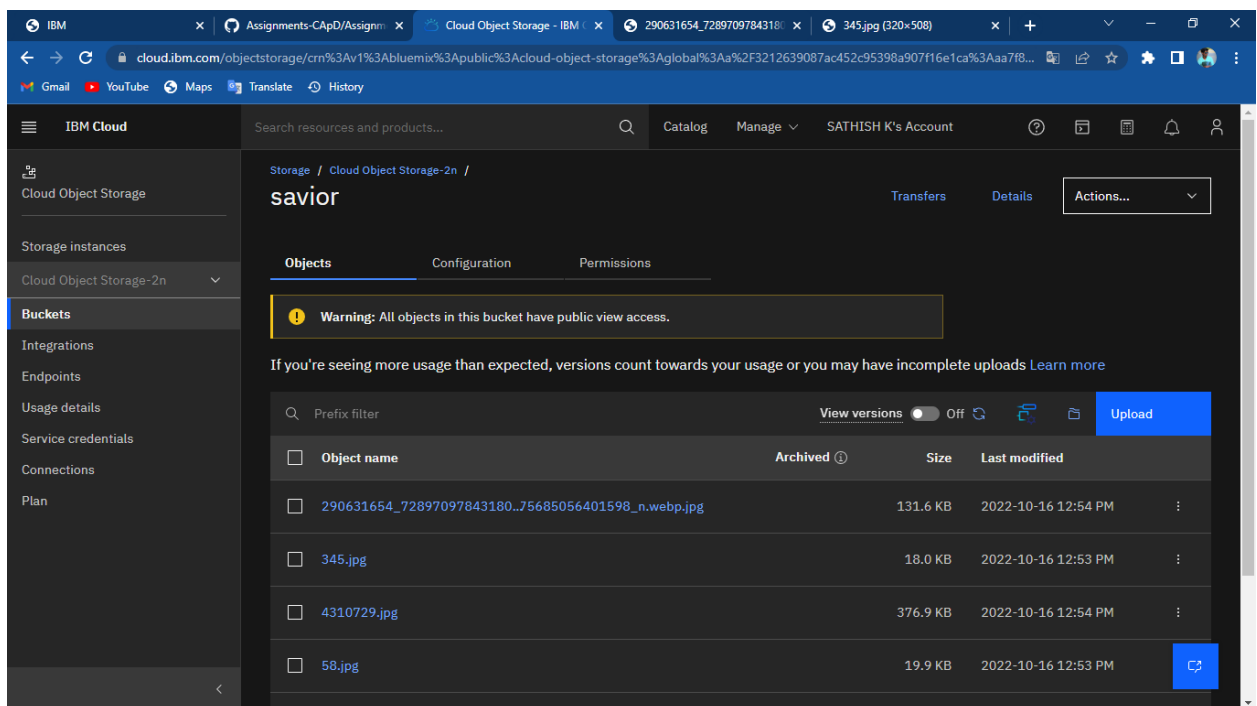 IBM
Assignments-CApD/Assignm
Cloud Object Storage - IBM C
290631654_7289709784318
345.jpg (320×508)
cloud.ibm.com/objectstorage/crn%3Av1%3Abluemix%3Apublic%3Acloud-object-storage%3Aglobal%3Aa%2F3212639087ac452c95398a907f16e1ca%3Aaa7f8...
Gmail YouTube Maps Translate History
IBM Cloud
Search resources and products...
Catalog Manage SATHISH K's Account
Cloud Object Storage
Storage instances
Cloud Object Storage-2n
Buckets
Integrations
Endpoints
Usage details
Service credentials
Connections
Plan
Storage / Cloud Object Storage-2n /
savior
Transfers Details Actions...
Objects Configuration Permissions
Warning: All objects in this bucket have public view access.
If you're seeing more usage than expected, versions count towards your usage or you may have incomplete uploads Learn more
Prefix filter View versions Off Upload
Object name Archived Size Last modified
290631654_72897097843180..75685056401598_n.webp.jpg 131.6 KB 2022-10-16 12:54 PM
345.jpg 18.0 KB 2022-10-16 12:53 PM
4310729.jpg 376.9 KB 2022-10-16 12:54 PM
58.jpg 19.9 KB 2022-10-16 12:53 PM